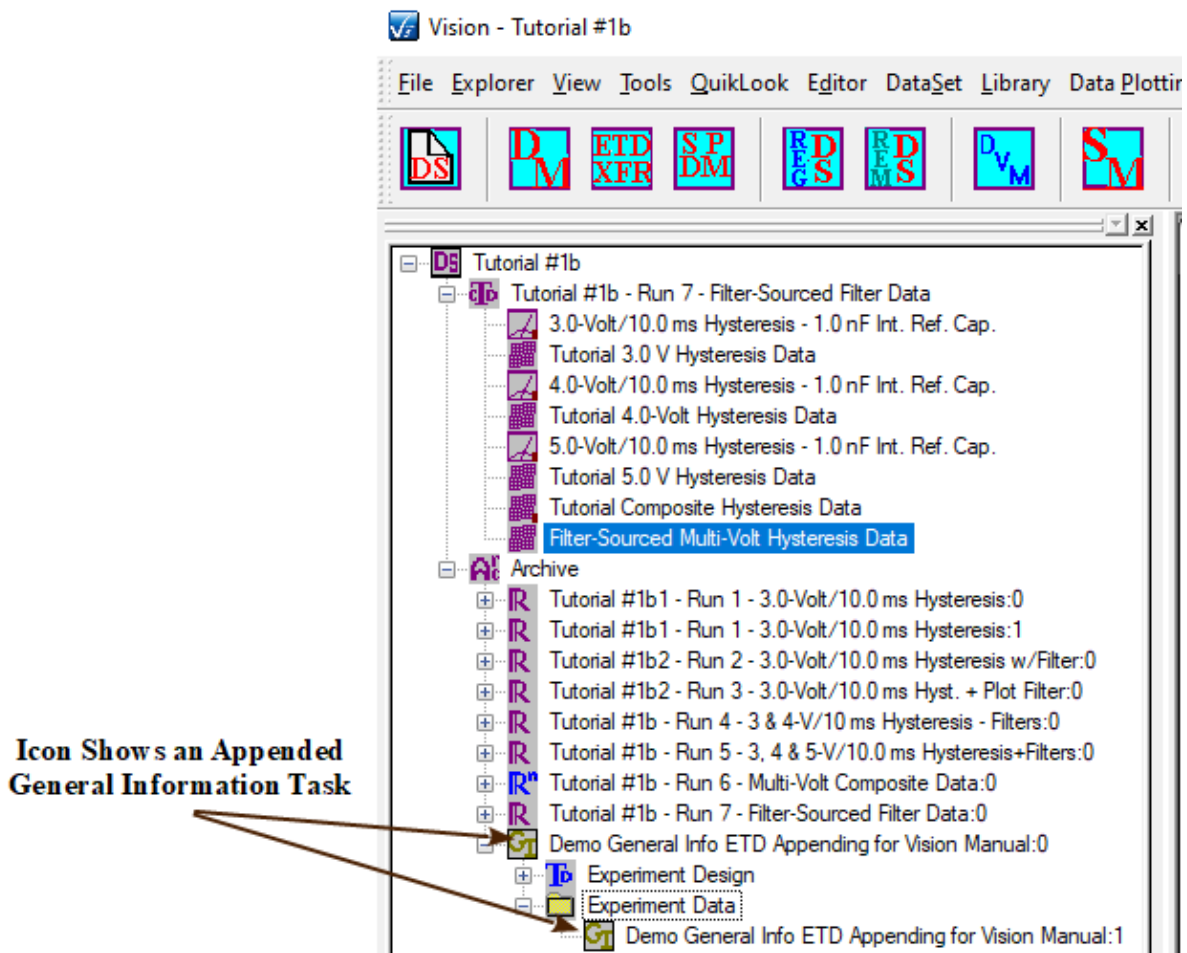 Vision - Tutorial #1b
File Explorer View Tools QuikLook Editor DataSet Library Data Plottin
DS DM ETD XFR SP DM REG DS REM DS DVM SM
DS Tutorial #1b
CTD Tutorial #1b - Run 7 - Filter-Sourced Filter Data
3.0-Volt/10.0 ms Hysteresis - 1.0 nF Int. Ref. Cap.
Tutorial 3.0 V Hysteresis Data
4.0-Volt/10.0 ms Hysteresis - 1.0 nF Int. Ref. Cap.
Tutorial 4.0-Volt Hysteresis Data
5.0-Volt/10.0 ms Hysteresis - 1.0 nF Int. Ref. Cap.
Tutorial 5.0 V Hysteresis Data
Tutorial Composite Hysteresis Data
Filter-Sourced Multi-Volt Hysteresis Data
Archive
R Tutorial #1b1 - Run 1 - 3.0-Volt/10.0 ms Hysteresis:0
R Tutorial #1b1 - Run 1 - 3.0-Volt/10.0 ms Hysteresis:1
R Tutorial #1b2 - Run 2 - 3.0-Volt/10.0 ms Hysteresis w/Filter:0
R Tutorial #1b2 - Run 3 - 3.0-Volt/10.0 ms Hyst. + Plot Filter:0
R Tutorial #1b - Run 4 - 3 & 4-V/10 ms Hysteresis - Filters:0
R Tutorial #1b - Run 5 - 3, 4 & 5-V/10.0 ms Hysteresis+Filters:0
Rn Tutorial #1b - Run 6 - Multi-Volt Composite Data:0
R Tutorial #1b - Run 7 - Filter-Sourced Filter Data:0
GT Demo General Info ETD Appending for Vision Manual:0
TD Experiment Design
Experiment Data
GT Demo General Info ETD Appending for Vision Manual:1
Icon Shows an Appended
General Information Task